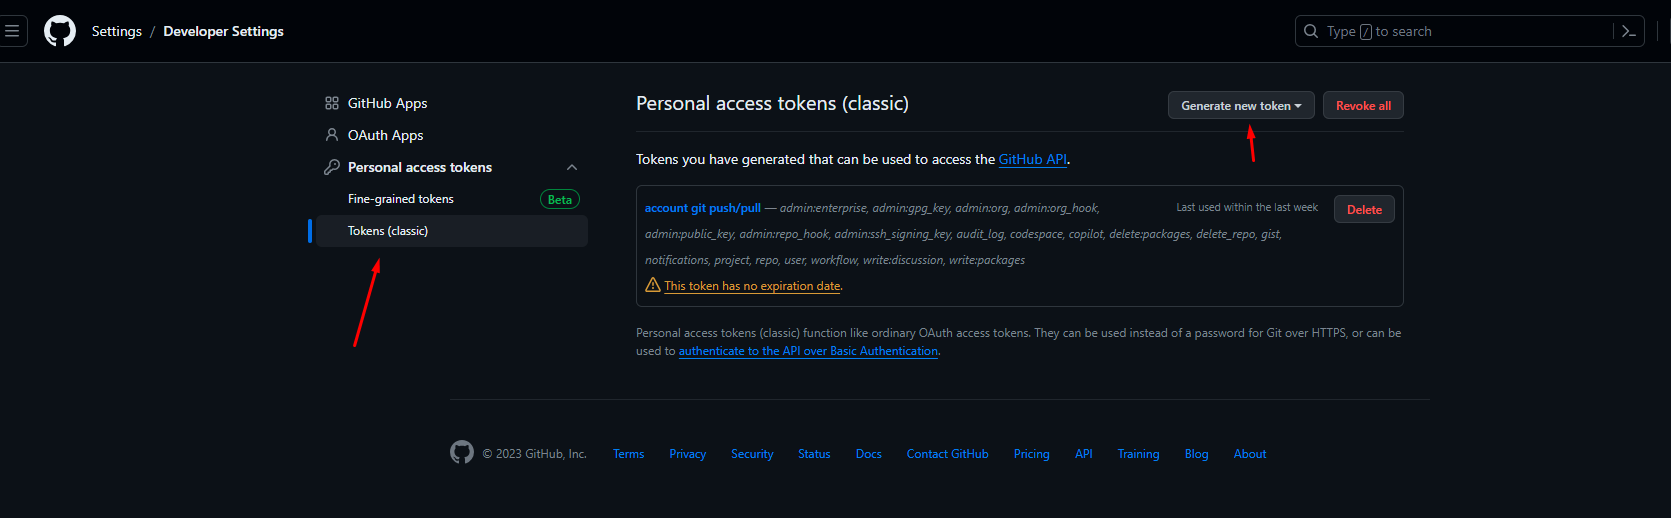 Settings / Developer Settings
Type / to search
GitHub Apps
OAuth Apps
Personal access tokens
Fine-grained tokens Beta
Tokens (classic)
Personal access tokens (classic)
Generate new token
Revoke all
Tokens you have generated that can be used to access the GitHub API.
account git push/pull — admin:enterprise, admin:gpg_key, admin:org, admin:org_hook,
admin:public_key, admin:repo_hook, admin:ssh_signing_key, audit_log, codespace, copilot, delete:packages, delete_repo, gist,
notifications, project, repo, user, workflow, write:discussion, write:packages
Last used within the last week
Delete
This token has no expiration date.
Personal access tokens (classic) function like ordinary OAuth access tokens. They can be used instead of a password for Git over HTTPS, or can be
used to authenticate to the API over Basic Authentication.
© 2023 GitHub, Inc. Terms Privacy Security Status Docs Contact GitHub Pricing API Training Blog About